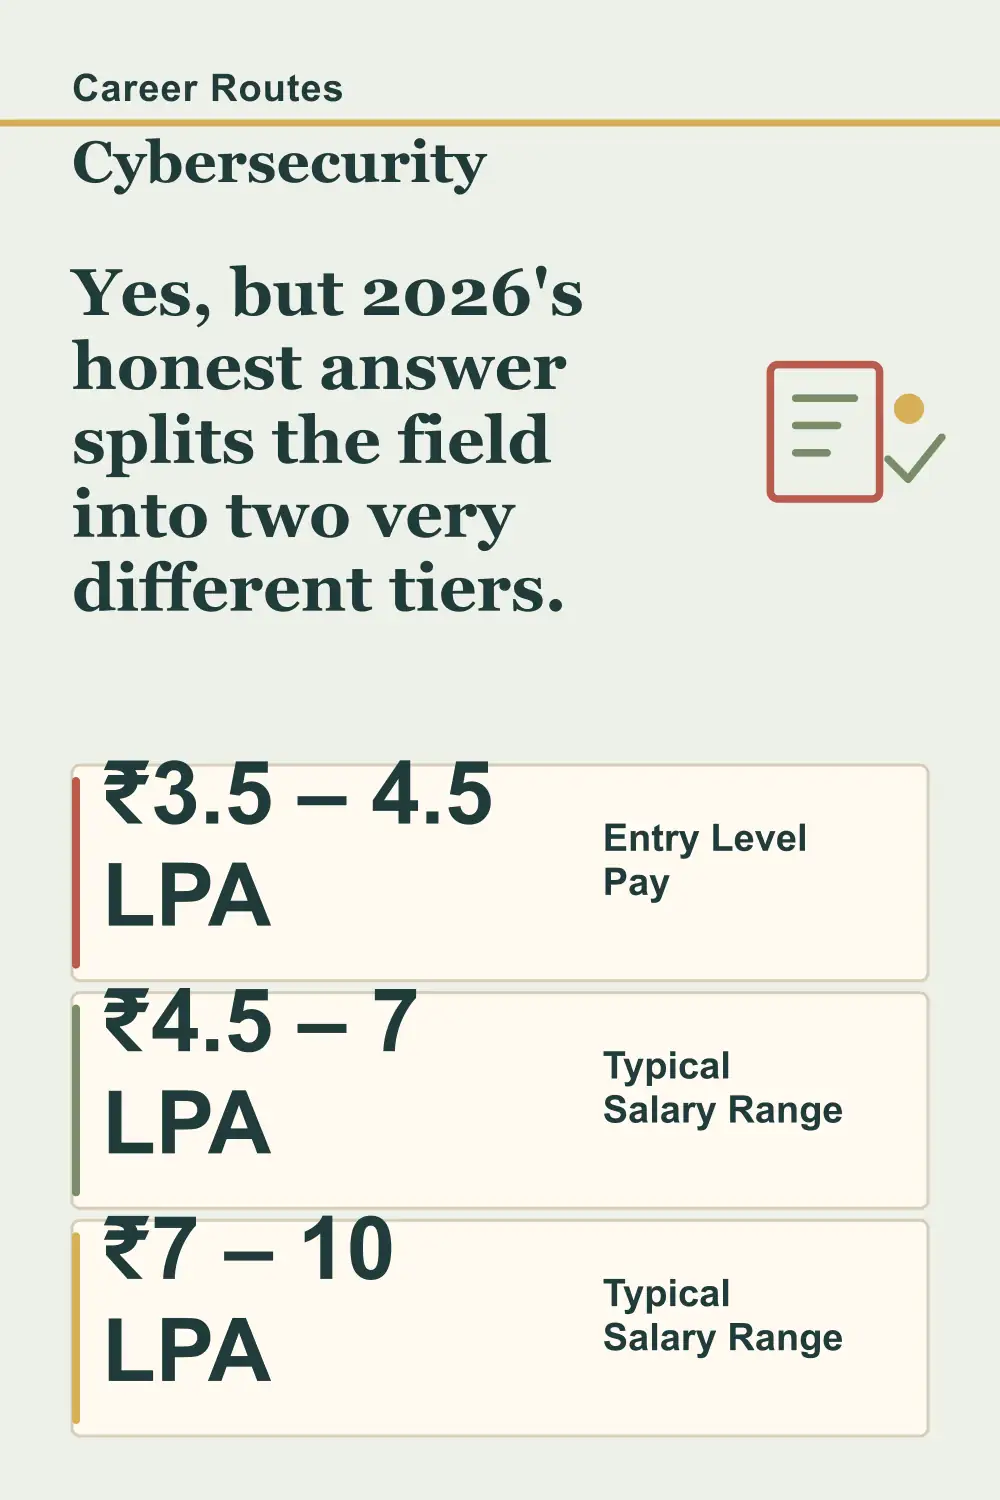 Career Routes
Cybersecurity
Yes, but 2026's
honest answer
splits the field
into two very
different tiers.
₹3.5 – 4.5
LPA
Entry Level
Pay
₹4.5 – 7
LPA
Typical
Salary Range
₹7 – 10
LPA
Typical
Salary Range